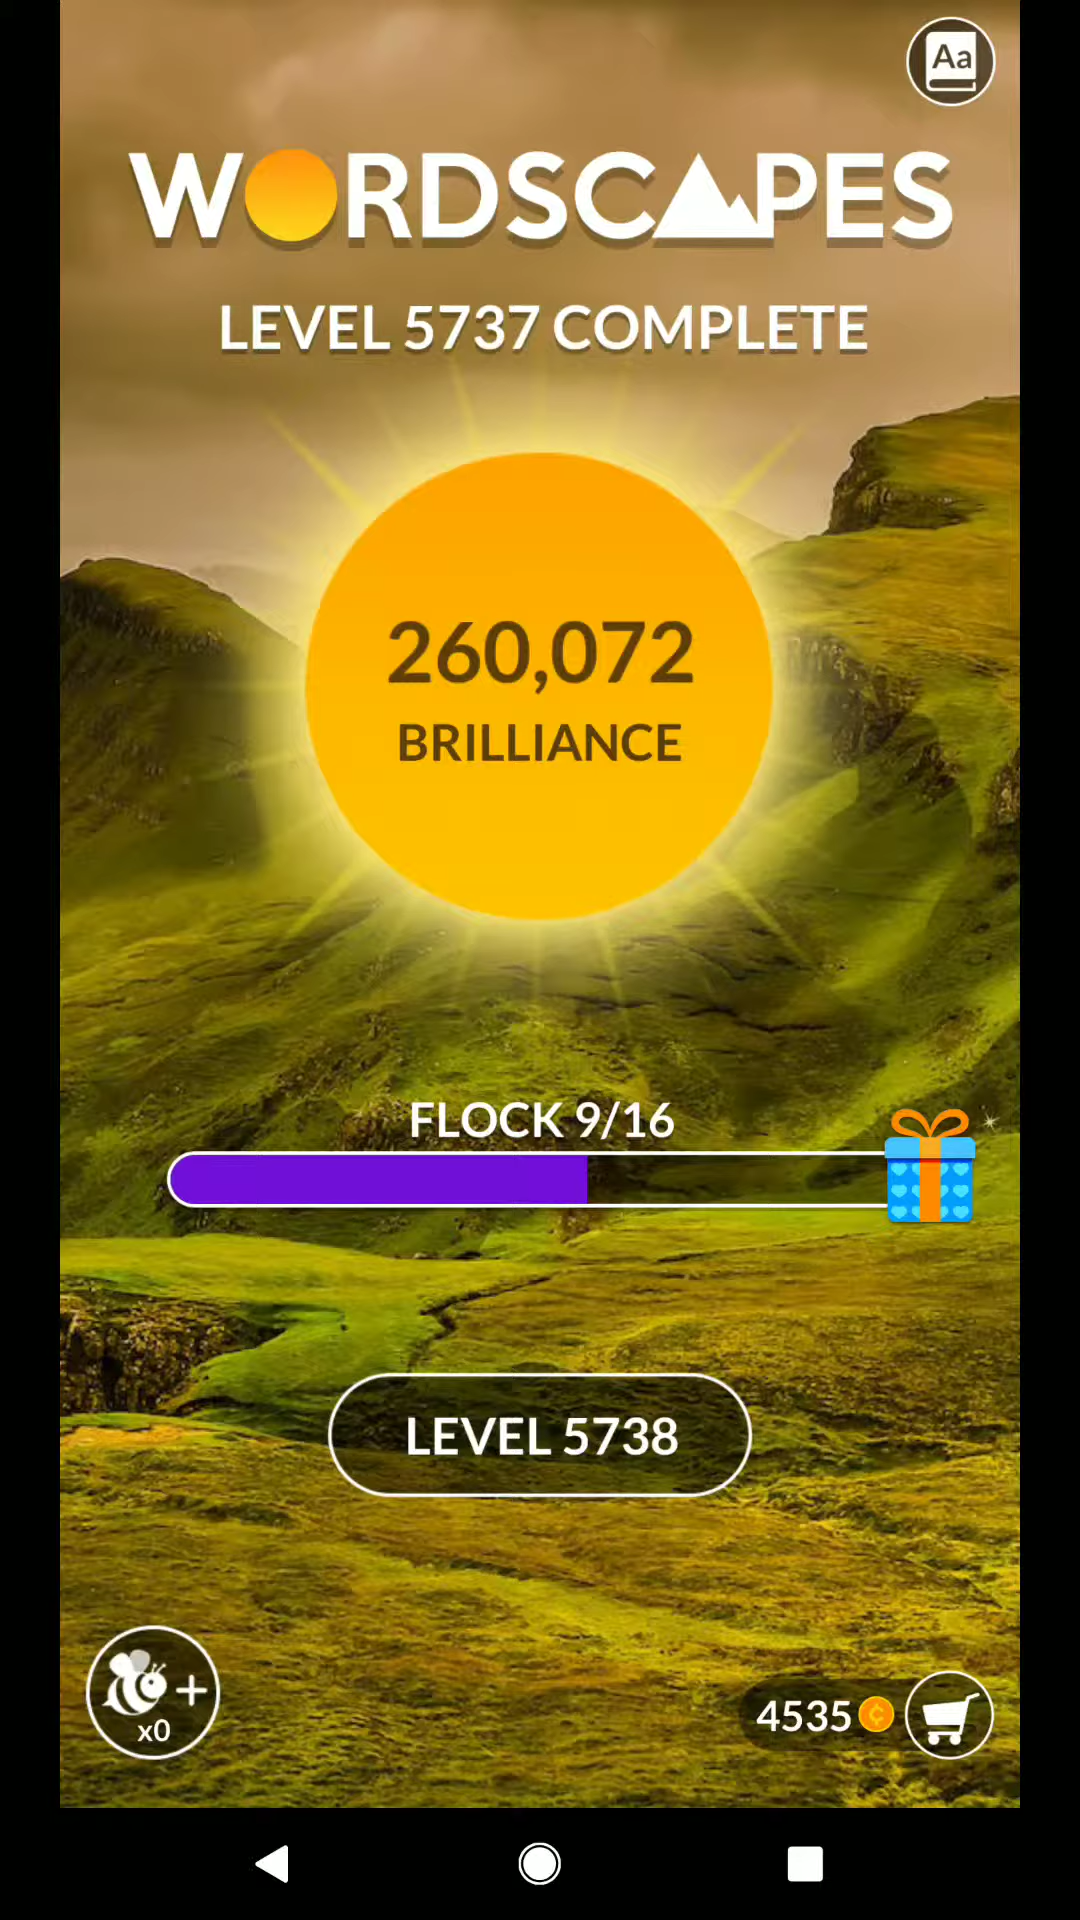 Aa
WORDSCAPES
LEVEL 5737 COMPLETE
260,072
BRILLIANCE
FLOCK 9/16
LEVEL 5738
+
x0
4535